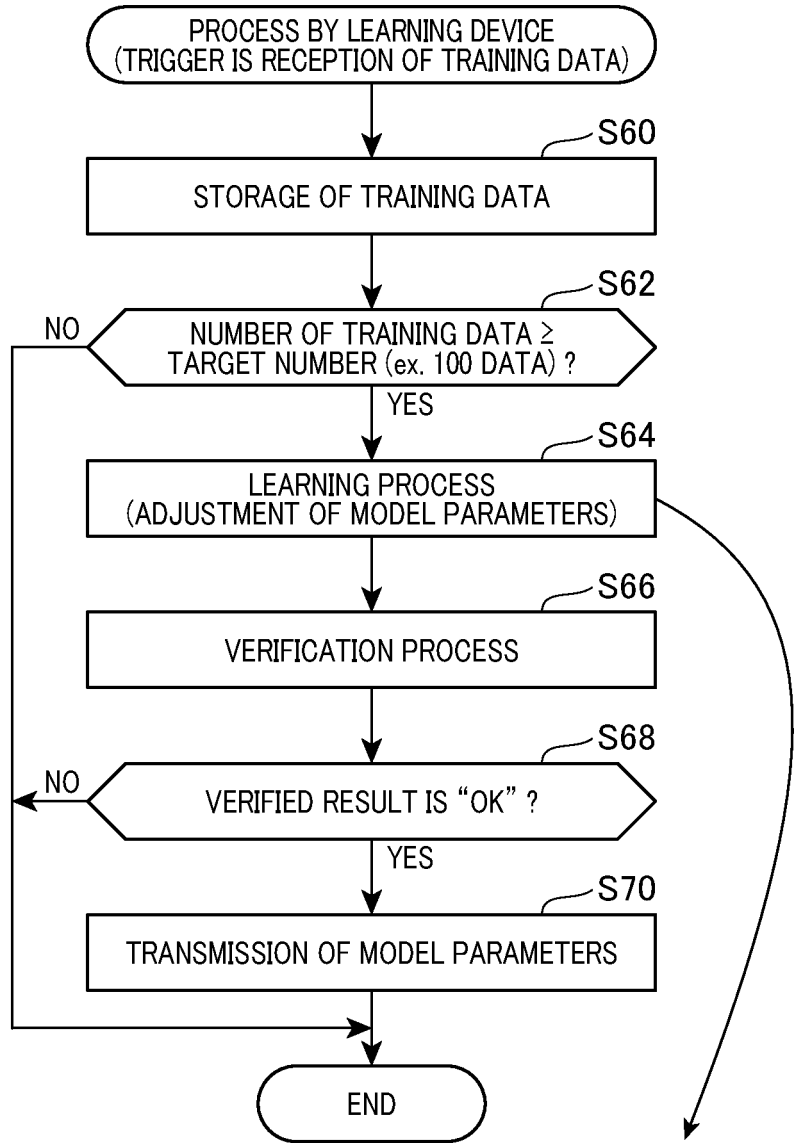 PROCESS BY LEARNING DEVICE
(TRIGGER IS RECEPTION OF TRAINING DATA)
S60
STORAGE OF TRAINING DATA
S62
NO
NUMBER OF TRAINING DATA ≥
TARGET NUMBER (ex. 100 DATA) ?
YES
S64
LEARNING PROCESS
(ADJUSTMENT OF MODEL PARAMETERS)
S66
VERIFICATION PROCESS
S68
NO
VERIFIED RESULT IS “OK” ?
YES
S70
TRANSMISSION OF MODEL PARAMETERS
END